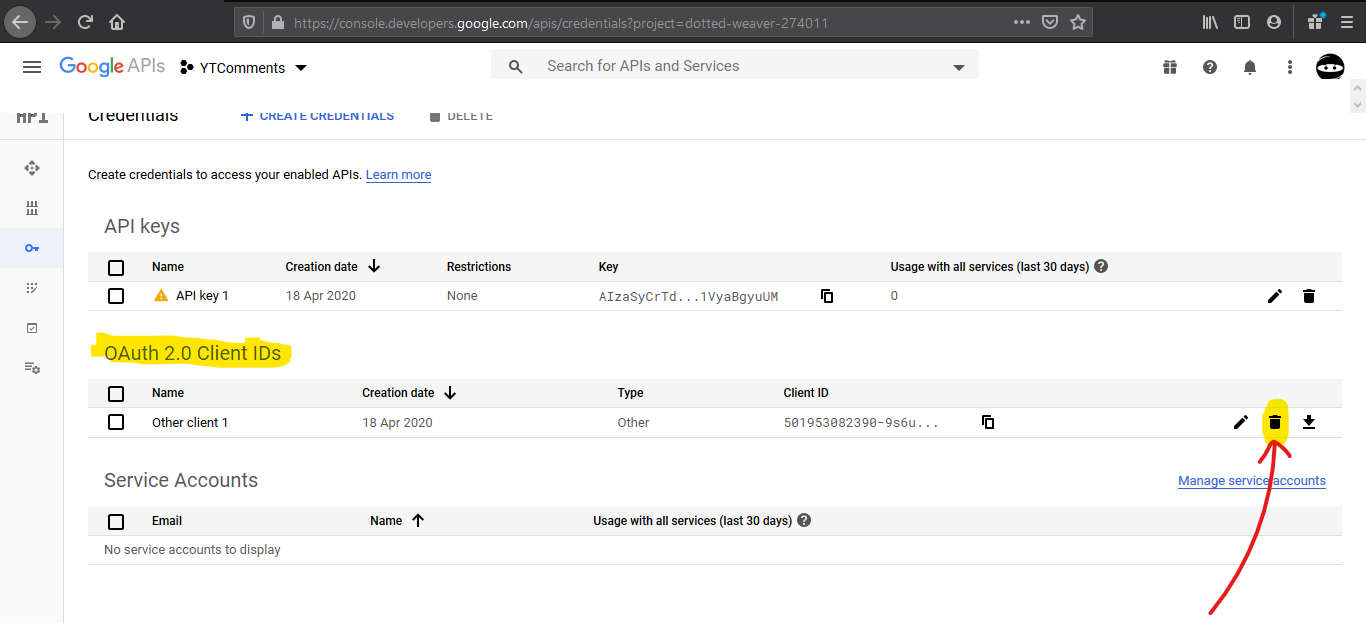 https://console.developers.google.com/apis/credentials?project=dotted-weaver-274011
Google APIs YTComments Search for APIs and Services
API Credentials CREATE CREDENTIALS DELETE
Create credentials to access your enabled APIs. Learn more
API keys
Name Creation date Restrictions Key Usage with all services (last 30 days)
API key 1 18 Apr 2020 None AIzaSyCrTd...1VyaBgyuUM 0
OAuth 2.0 Client IDs
Name Creation date Type Client ID
Other client 1 18 Apr 2020 Other 501953082390-9s6u...
Service Accounts Manage service accounts
Email Name Usage with all services (last 30 days)
No service accounts to display